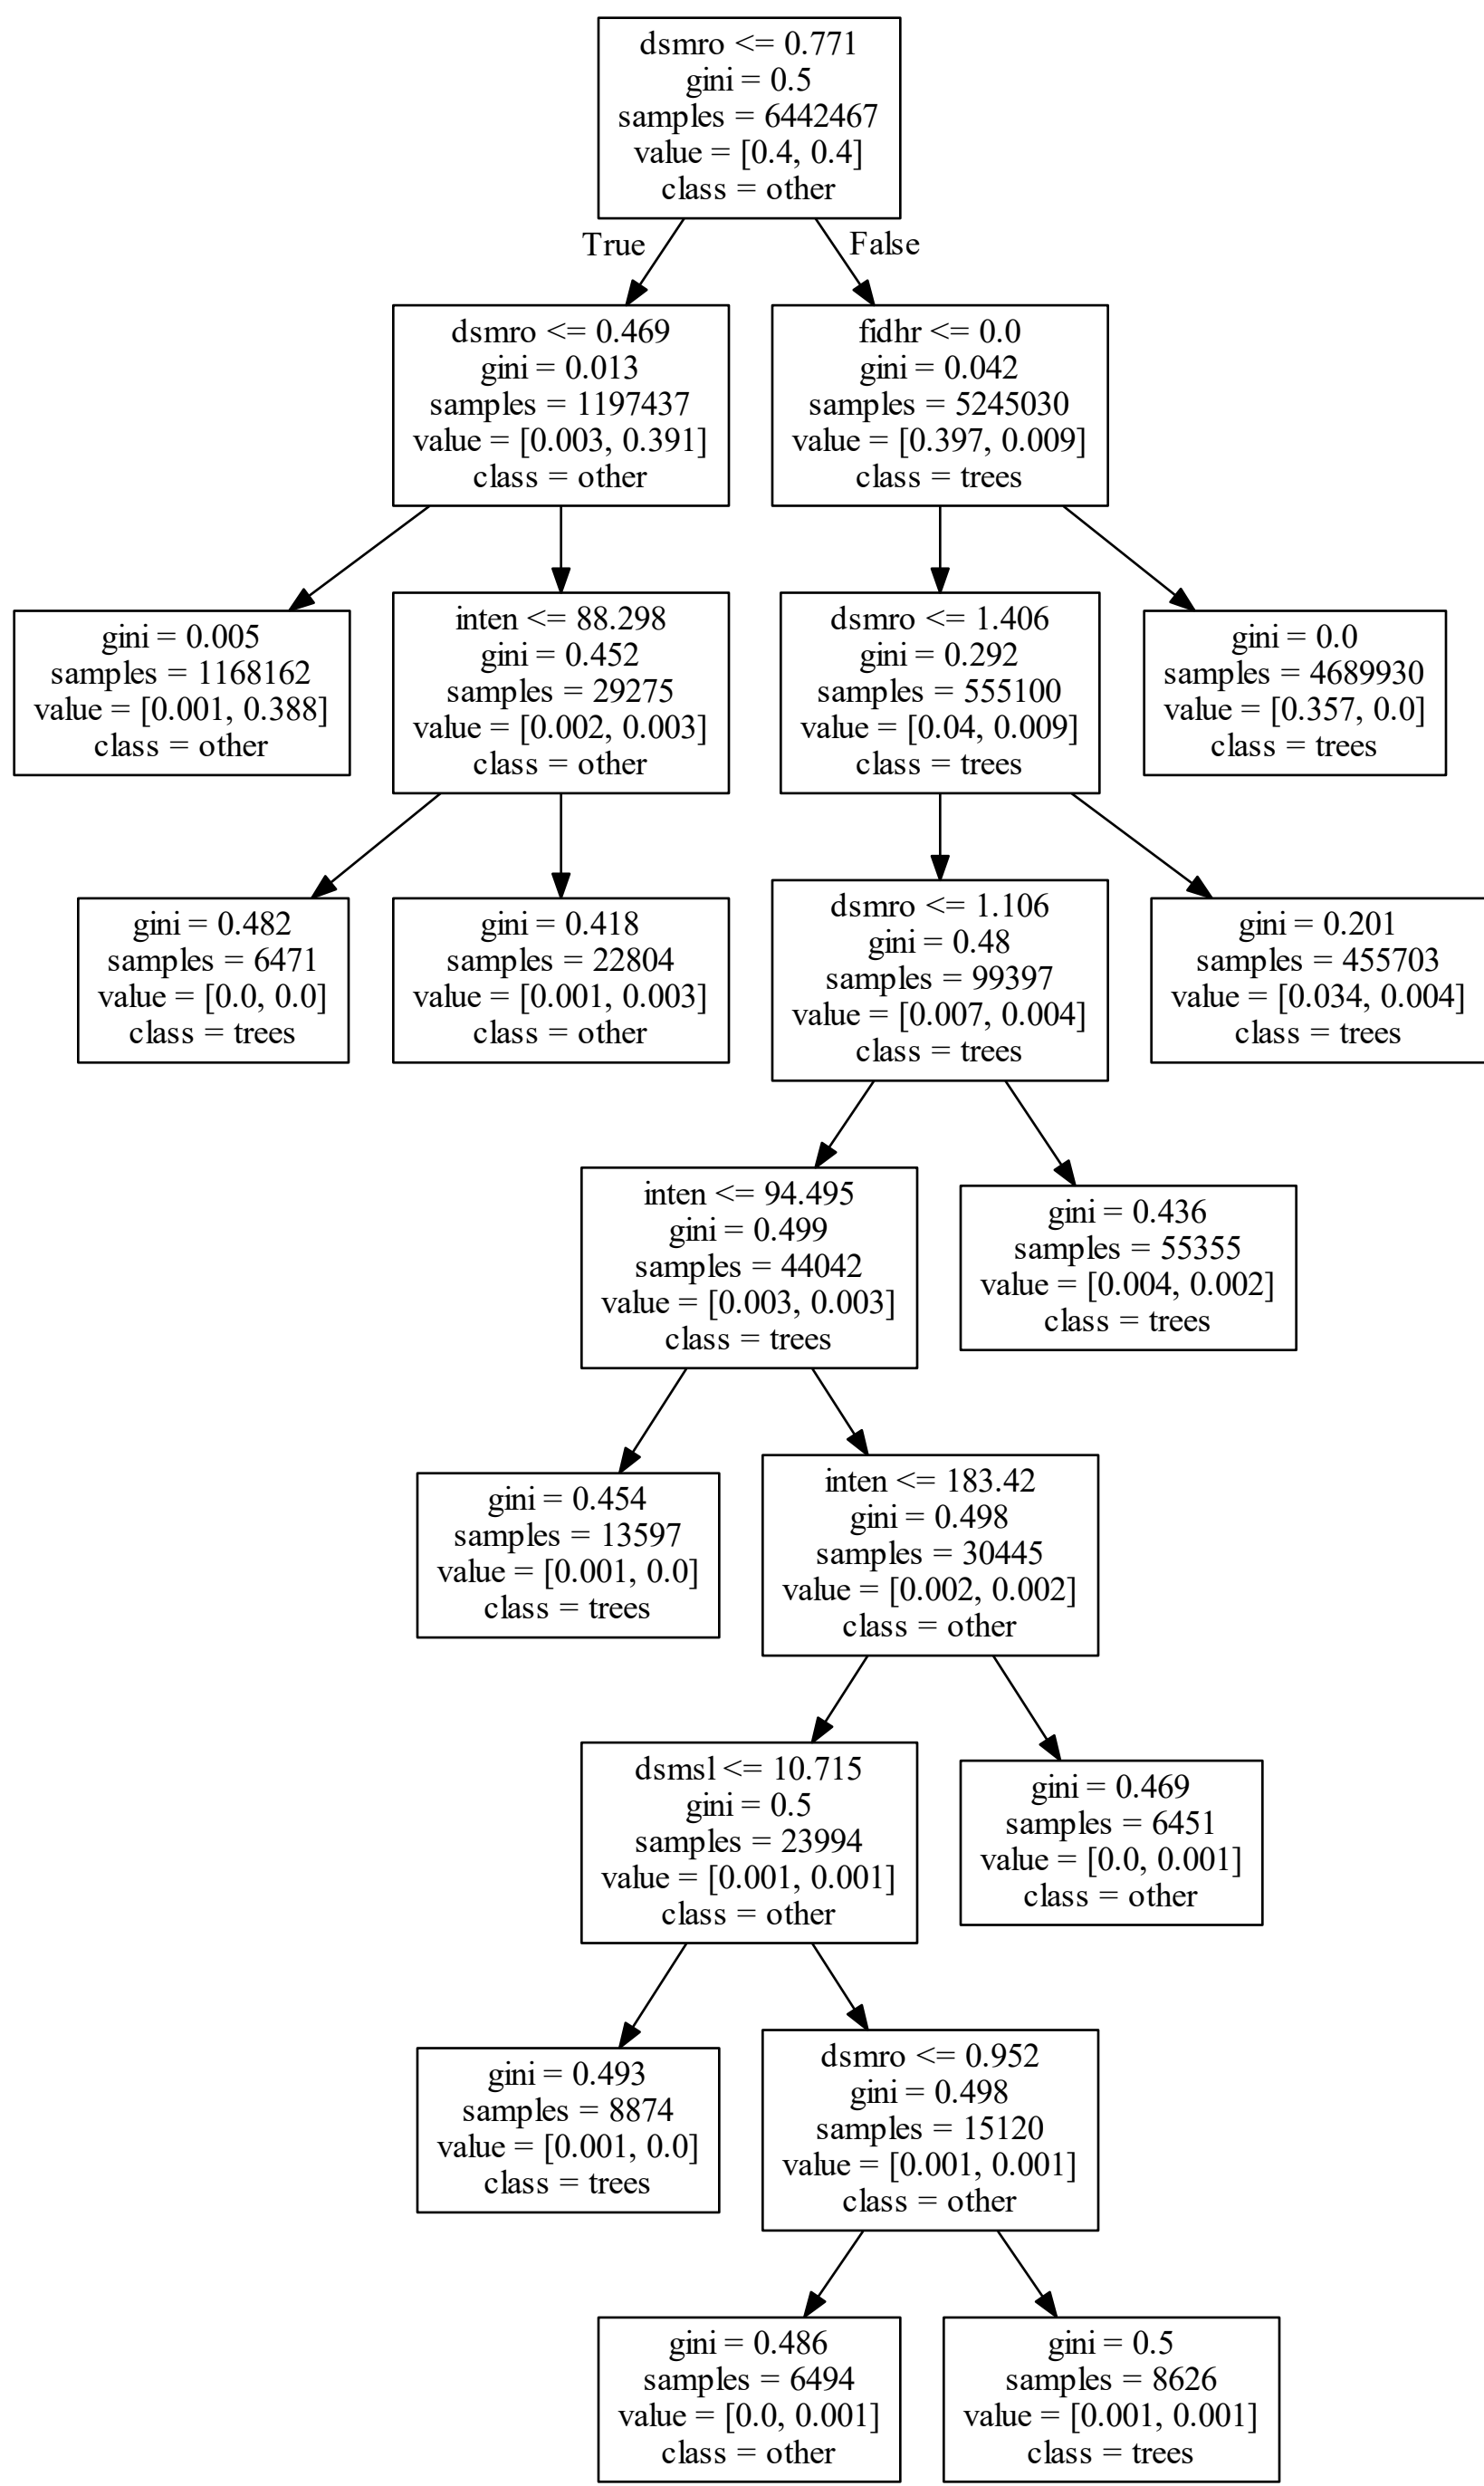 dsmro <= 0.771
gini = 0.5
samples = 6442467
value = [0.4, 0.4]
class = other
True
False
dsmro <= 0.469
gini = 0.013
samples = 1197437
value = [0.003, 0.391]
class = other
fidhr <= 0.0
gini = 0.042
samples = 5245030
value = [0.397, 0.009]
class = trees
gini = 0.005
samples = 1168162
value = [0.001, 0.388]
class = other
inten <= 88.298
gini = 0.452
samples = 29275
value = [0.002, 0.003]
class = other
dsmro <= 1.406
gini = 0.292
samples = 555100
value = [0.04, 0.009]
class = trees
gini = 0.0
samples = 4689930
value = [0.357, 0.0]
class = trees
gini = 0.482
samples = 6471
value = [0.0, 0.0]
class = trees
gini = 0.418
samples = 22804
value = [0.001, 0.003]
class = other
dsmro <= 1.106
gini = 0.48
samples = 99397
value = [0.007, 0.004]
class = trees
gini = 0.201
samples = 455703
value = [0.034, 0.004]
class = trees
inten <= 94.495
gini = 0.499
samples = 44042
value = [0.003, 0.003]
class = trees
gini = 0.436
samples = 55355
value = [0.004, 0.002]
class = trees
gini = 0.454
samples = 13597
value = [0.001, 0.0]
class = trees
inten <= 183.42
gini = 0.498
samples = 30445
value = [0.002, 0.002]
class = other
dsmsl <= 10.715
gini = 0.5
samples = 23994
value = [0.001, 0.001]
class = other
gini = 0.469
samples = 6451
value = [0.0, 0.001]
class = other
gini = 0.493
samples = 8874
value = [0.001, 0.0]
class = trees
dsmro <= 0.952
gini = 0.498
samples = 15120
value = [0.001, 0.001]
class = other
gini = 0.486
samples = 6494
value = [0.0, 0.001]
class = other
gini = 0.5
samples = 8626
value = [0.001, 0.001]
class = trees